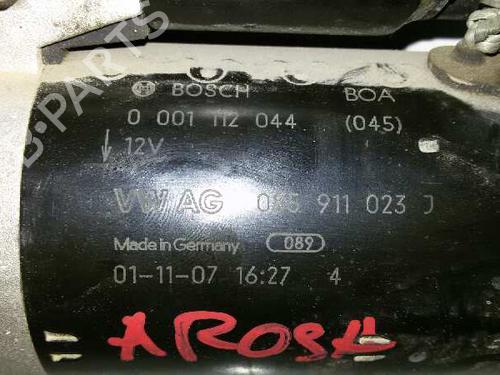 BOSCH BOA
0 001 112 044 (045)
12V
VW AG 085 911 023 J
Made in Germany 089
01-11-07 16:27 4
AROSA
B-PARTS